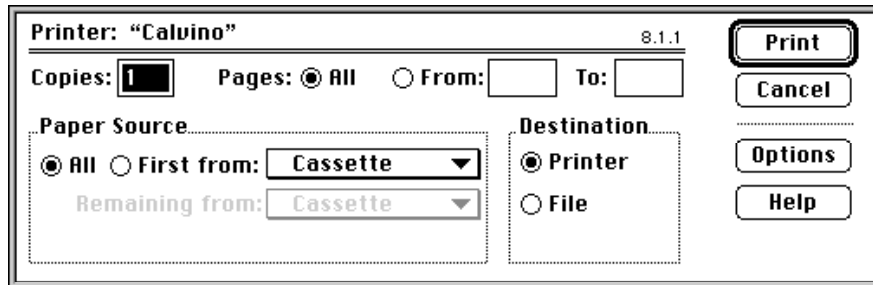 Printer: “Calvino” 8.1.1
Print
Copies: 1 Pages: All From: To:
Cancel
Paper Source
Destination
All First from: Cassette
Printer
Options
Remaining from: Cassette
File
Help